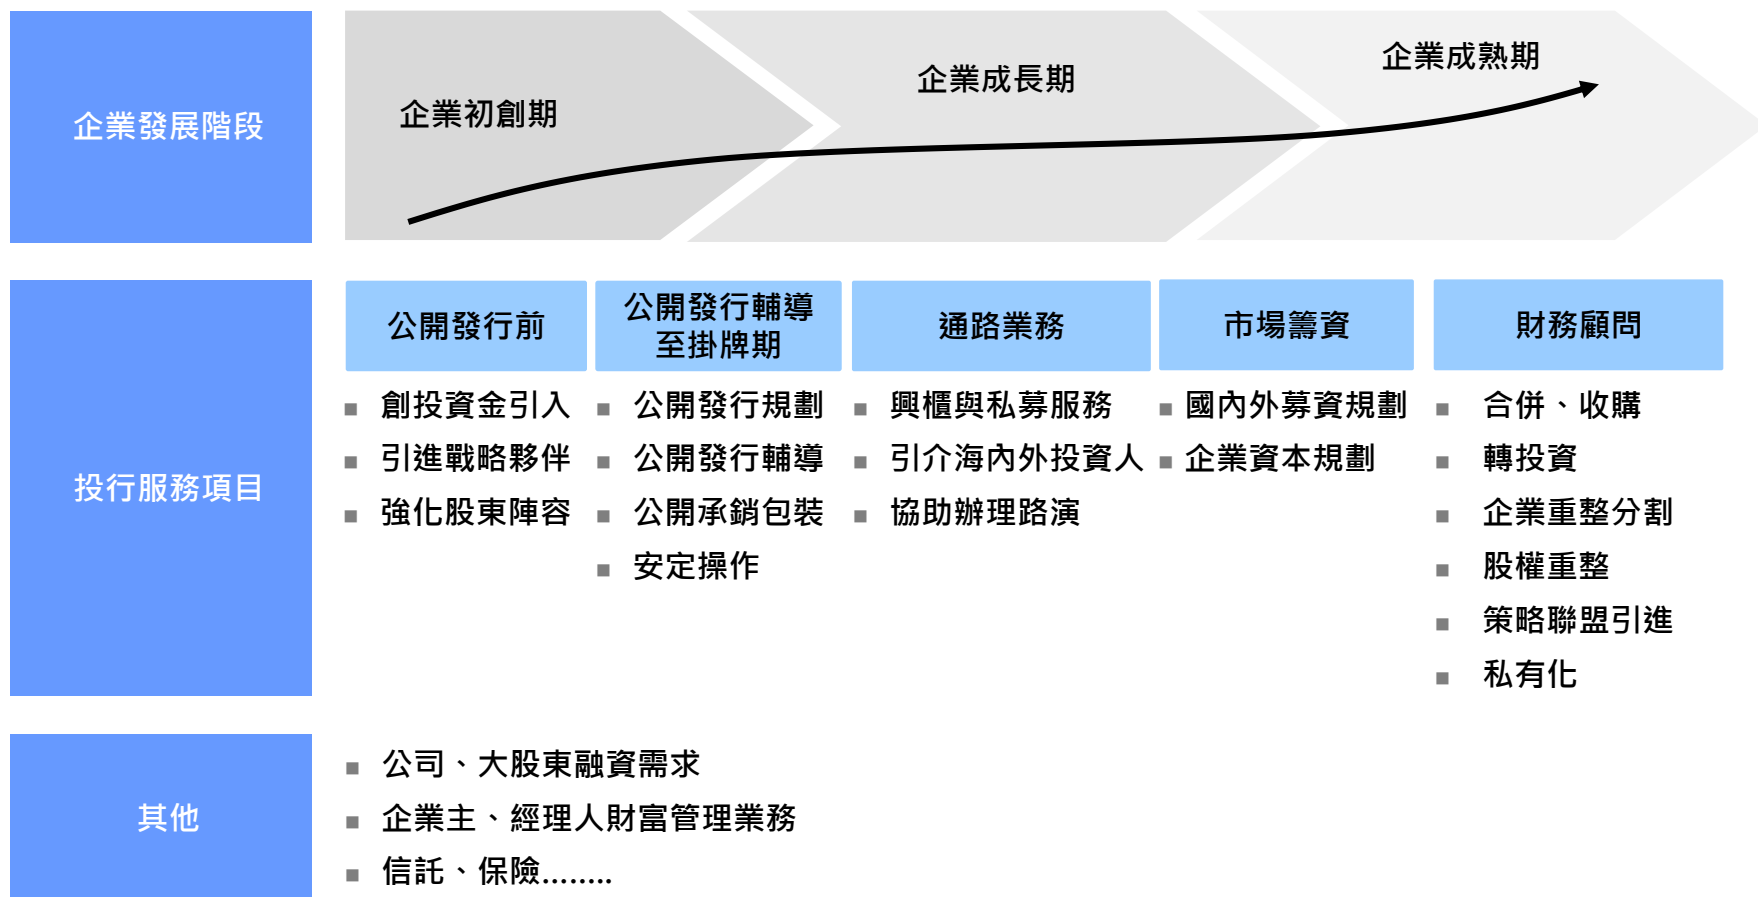 企業發展階段
企業初創期
企業成長期
企業成熟期
投行服務項目
公開發行前
創投資金引入
引進戰略夥伴
強化股東陣容
公開發行輔導
至掛牌期
公開發行規劃
公開發行輔導
公開承銷包裝
安定操作
通路業務
興櫃與私募服務
引介海內外投資人
協助辦理路演
市場籌資
國內外募資規劃
企業資本規劃
財務顧問
合併、收購
轉投資
企業重整分割
股權重整
策略聯盟引進
私有化
其他
公司、大股東融資需求
企業主、經理人財富管理業務
信託、保險........